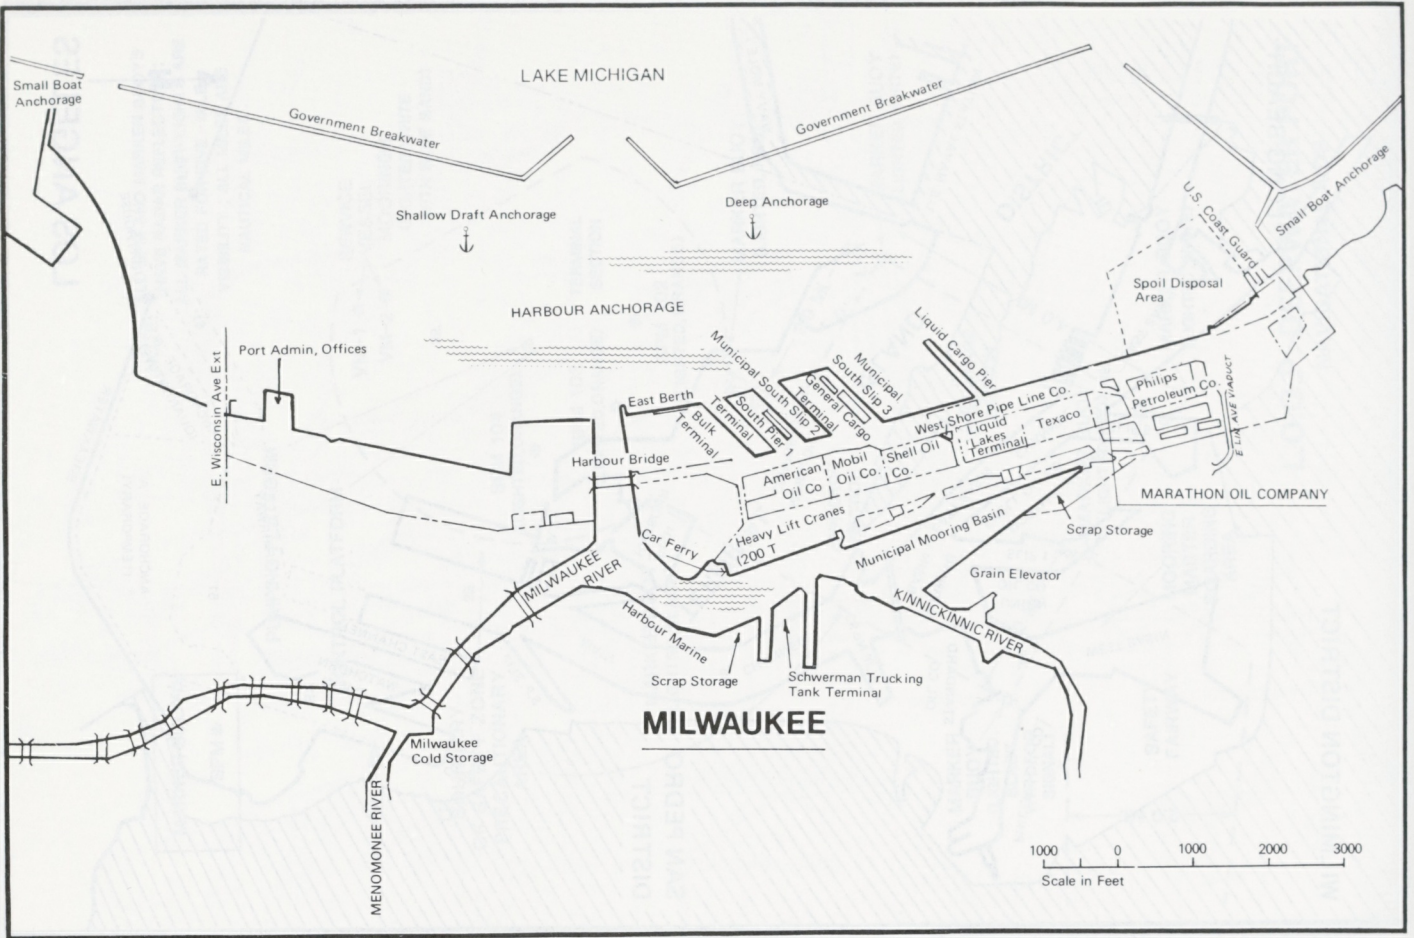 LAKE MICHIGAN
Small Boat
Anchorage
Government Breakwater
Government Breakwater
Shallow Draft Anchorage
Deep Anchorage
U.S. Coast Guard
Small Boat Anchorage
Spoil Disposal
Area
HARBOUR ANCHORAGE
E. Wisconsin Ave Ext
Port Admin, Offices
East Berth
Bulk
Terminal
South Pier 1
Terminal
Municipal South Slip 2
General Cargo
Terminal
Municipal
South Slip 3
Liquid Cargo Pier
West Shore Pipe Line Co.
Liquid
Lakes
Terminal
Texaco
Philips
Petroleum Co.
Harbour Bridge
American
Oil Co
Mobil
Oil Co.
Shell Oil
Co.
MARATHON OIL COMPANY
Heavy Lift Cranes
(200 T
Municipal Mooring Basin
Scrap Storage
Car Ferry
MILWAUKEE
RIVER
Grain Elevator
KINNICKINNIC RIVER
Harbour Marine
Scrap Storage
Schwerman Trucking
Tank Terminal
MILWAUKEE
Milwaukee
Cold Storage
MENOMONEE RIVER
1000 0 1000 2000 3000
Scale in Feet